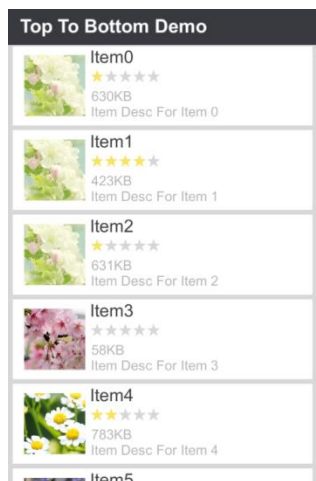 Top To Bottom Demo
Item0
630KB
Item Desc For Item 0
Item1
423KB
Item Desc For Item 1
Item2
631KB
Item Desc For Item 2
Item3
58KB
Item Desc For Item 3
Item4
783KB
Item Desc For Item 4
Item5